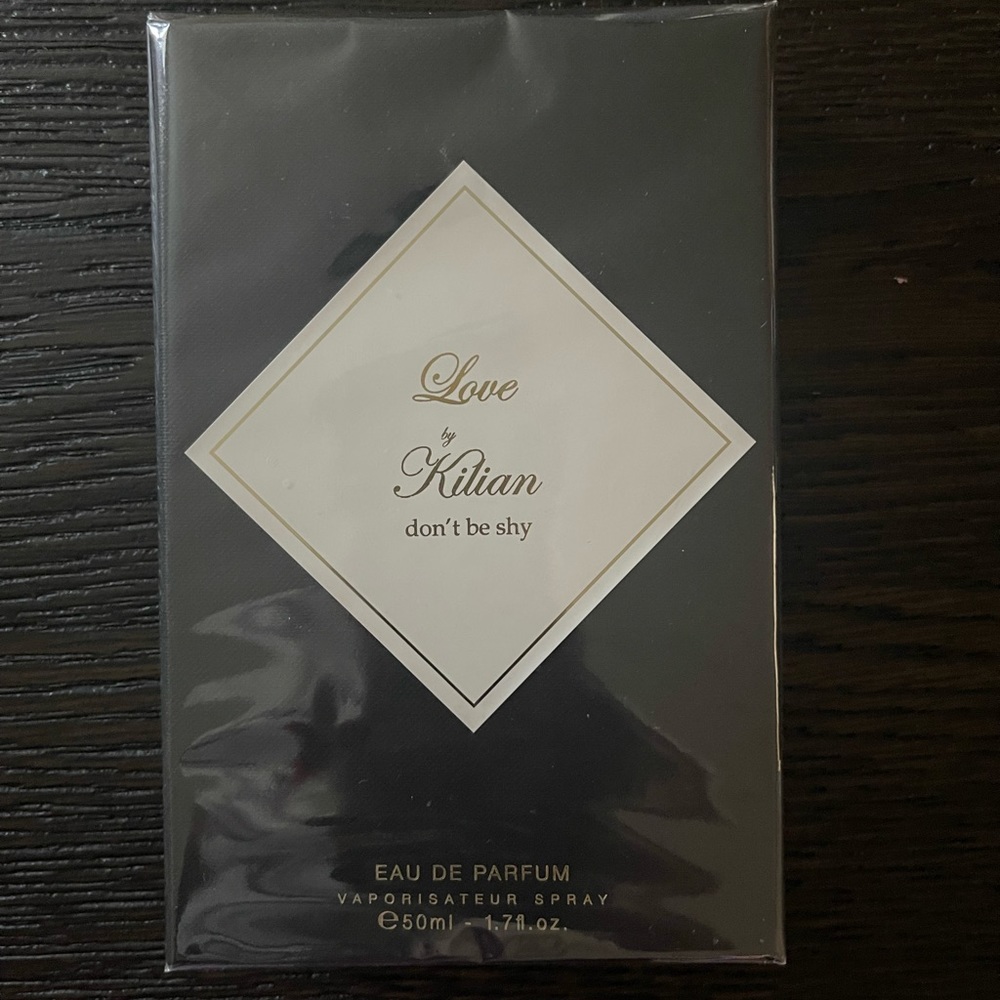 Love
by
Kilian
don't be shy
EAU DE PARFUM
VAPORISATEUR SPRAY
℮50ml - 1.7fl.oz.